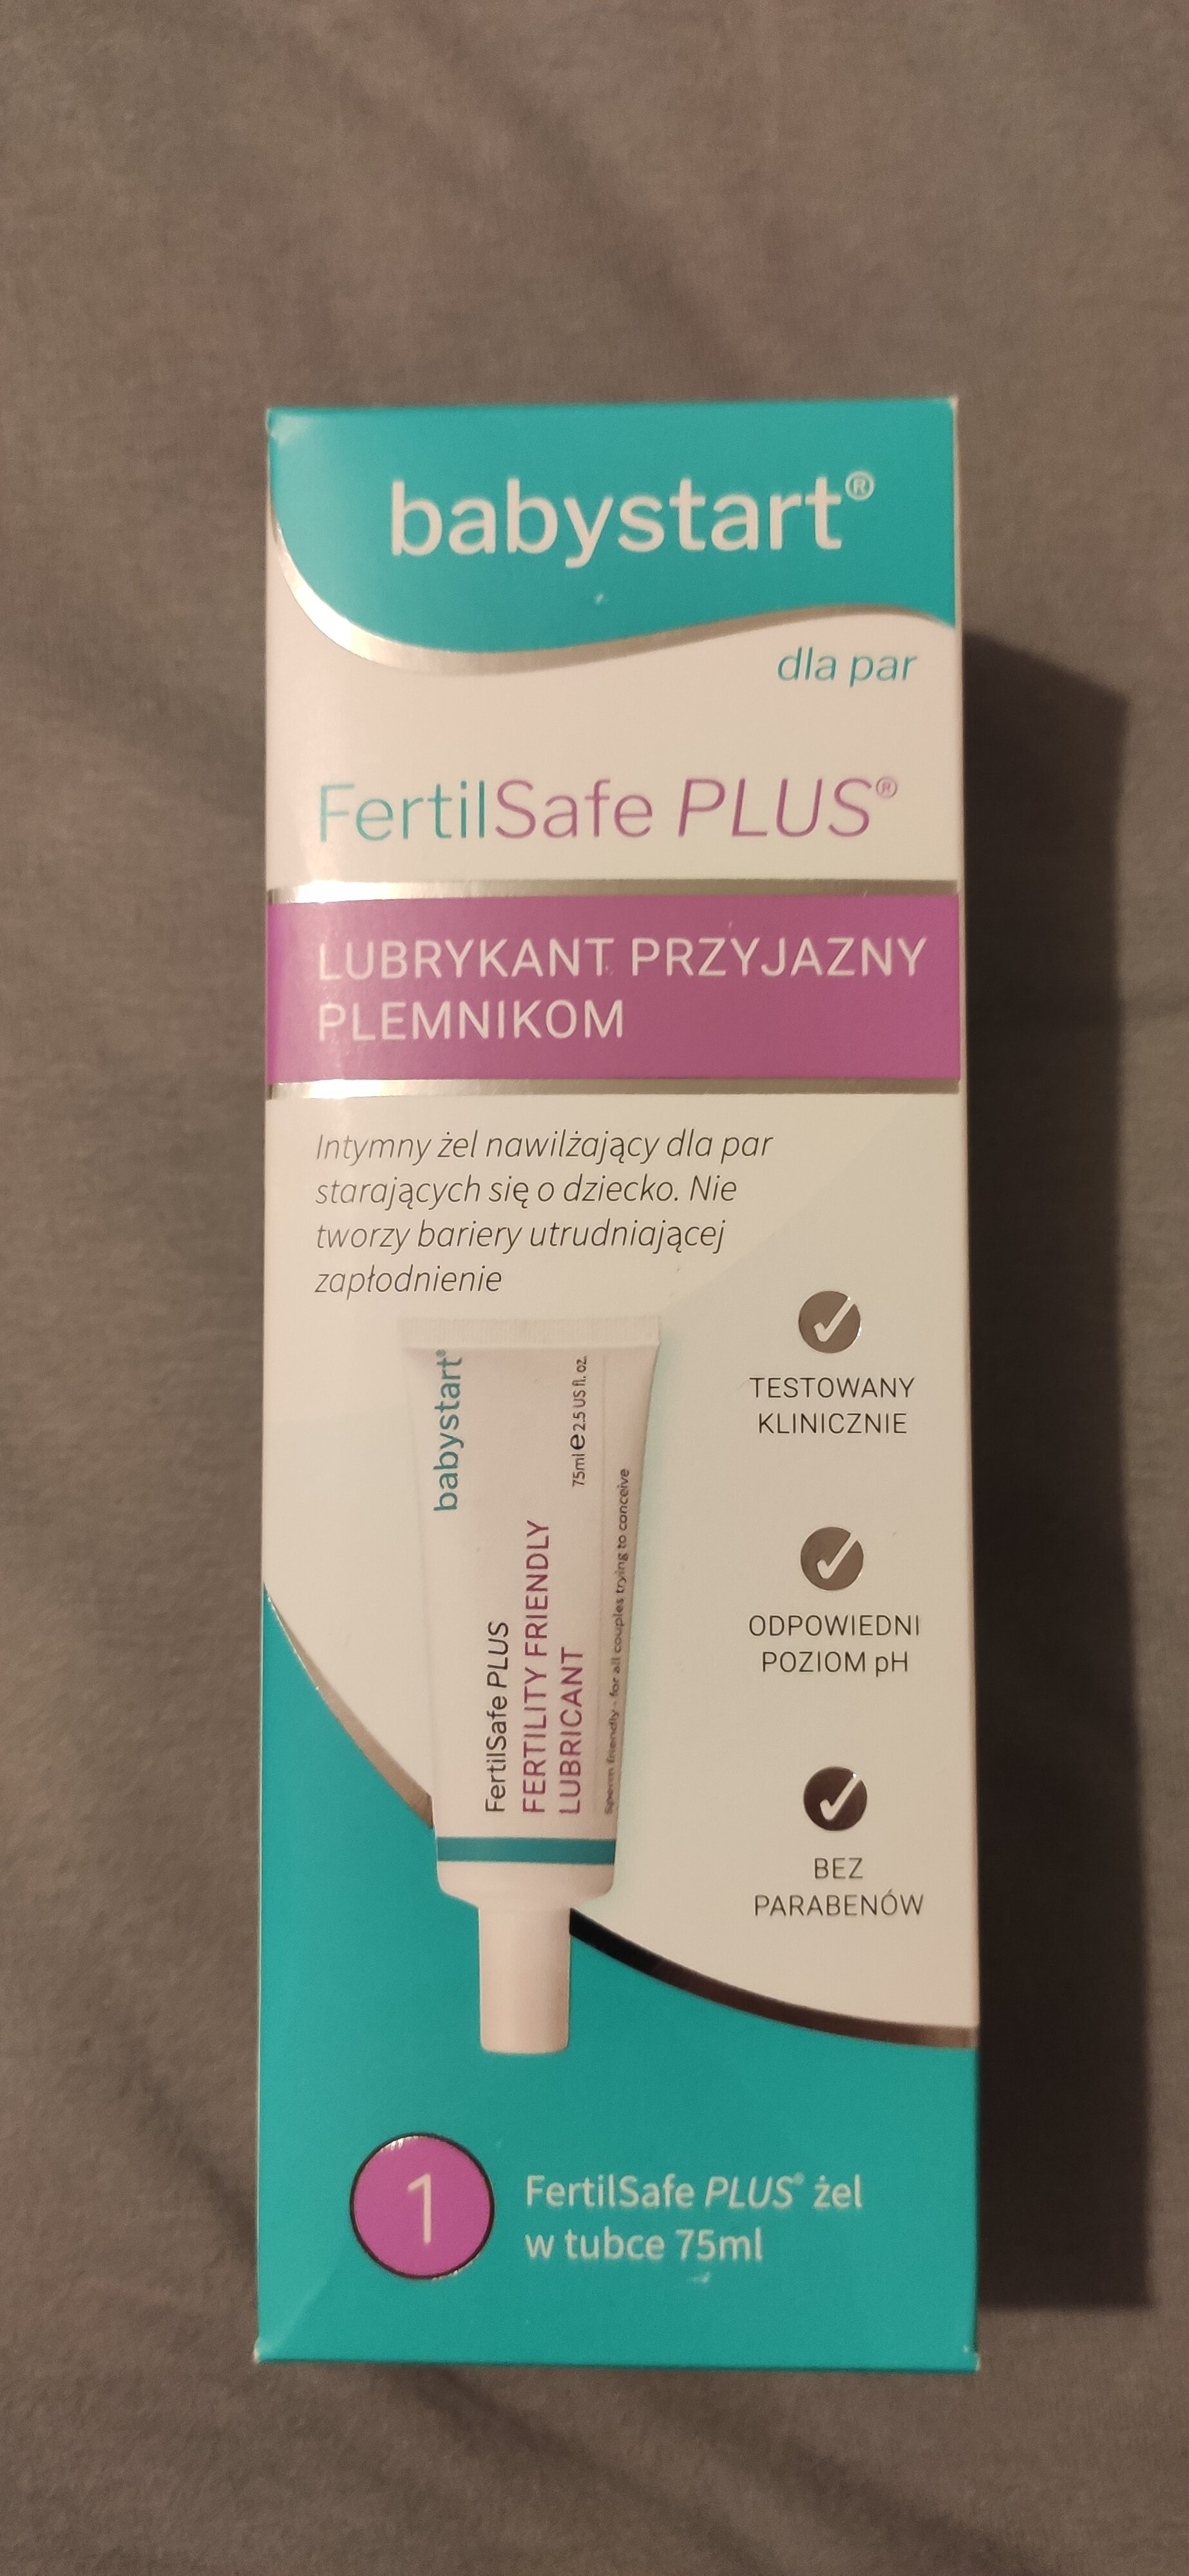 babystart®
dla par
FertilSafe PLUS®
LUBRYKANT PRZYJAZNY
PLEMNIKOM
Intymny żel nawilżający dla par
starających się o dziecko. Nie
tworzy bariery utrudniającej
zapłodnienie
babystart®
FertilSafe PLUS
FERTILITY FRIENDLY
LUBRICANT
75ml e 2.5 US fl. oz.
Sperm friendly - for all couples trying to conceive
TESTOWANY
KLINICZNIE
ODPOWIEDNI
POZIOM pH
BEZ
PARABENÓW
1
FertilSafe PLUS® żel
w tubce 75ml